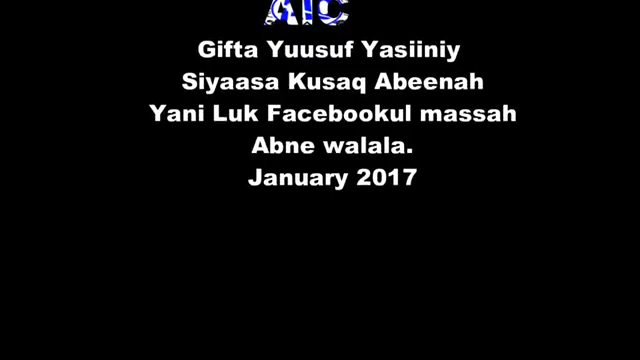 AIC
Gifta Yuusuf Yasiiniy
Siyaasa Kusaq Abeenah
Yani Luk Facebookul massah
Abne walala.
January 2017